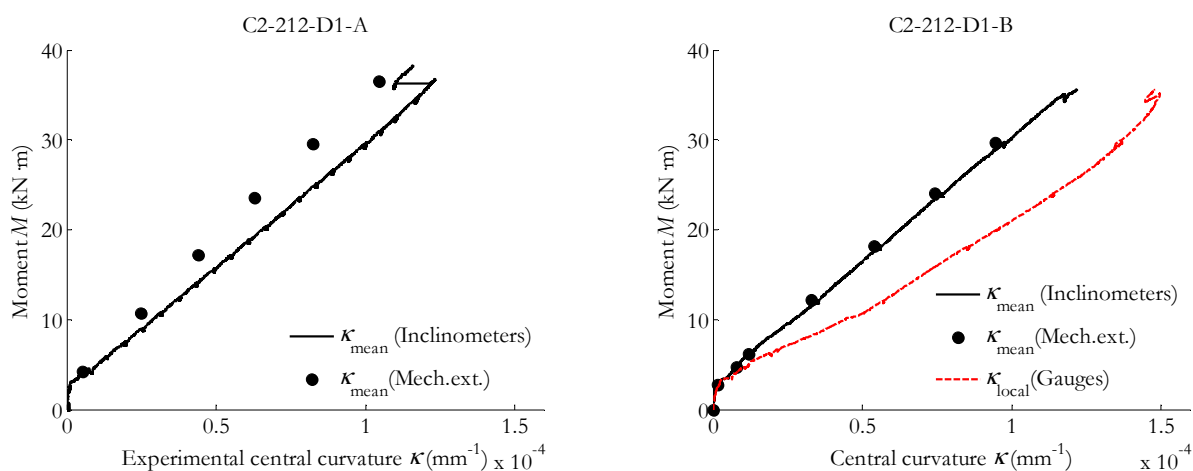 C2-212-D1-A
40
30
20
10
0
Moment M (kN·m)
κmean (Inclinometers)
κmean (Mech.ext.)
0 0.5 1 1.5
Experimental central curvature κ (mm-1) x 10-4
C2-212-D1-B
40
30
20
10
0
Moment M (kN·m)
κmean (Inclinometers)
κmean (Mech.ext.)
κlocal (Gauges)
0 0.5 1 1.5
Central curvature κ (mm-1) x 10-4